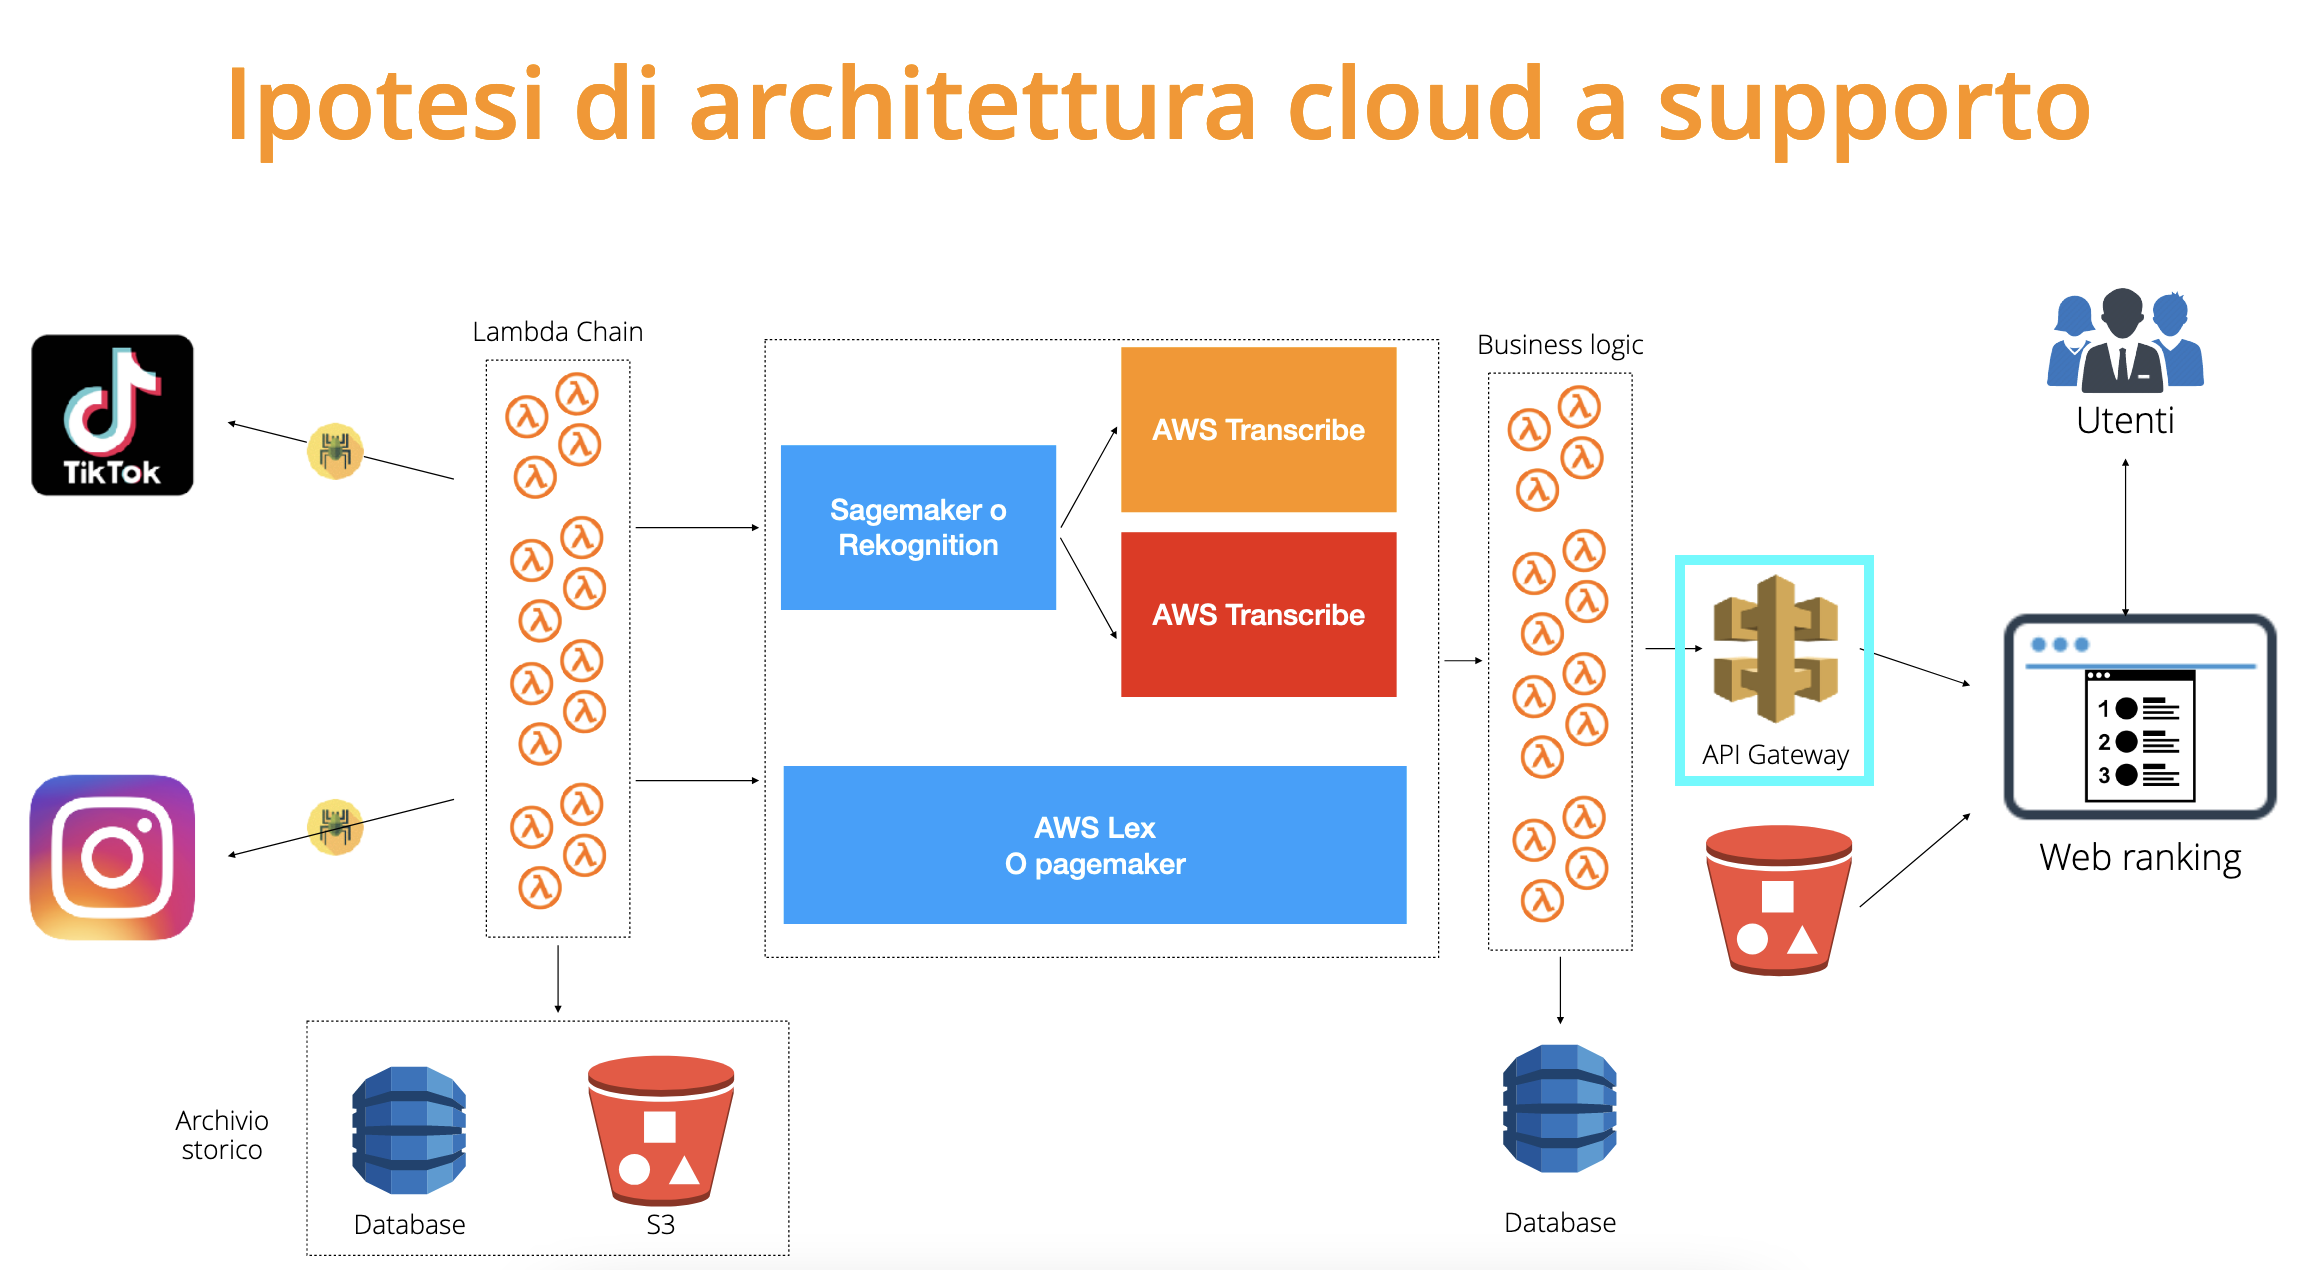 Ipotesi di architettura cloud a supporto
TikTok
Lambda Chain
Sagemaker o
Rekognition
AWS Transcribe
AWS Transcribe
AWS Lex
O pagemaker
Business logic
API Gateway
Utenti
1
2
3
Web ranking
Archivio
storico
Database
S3
Database